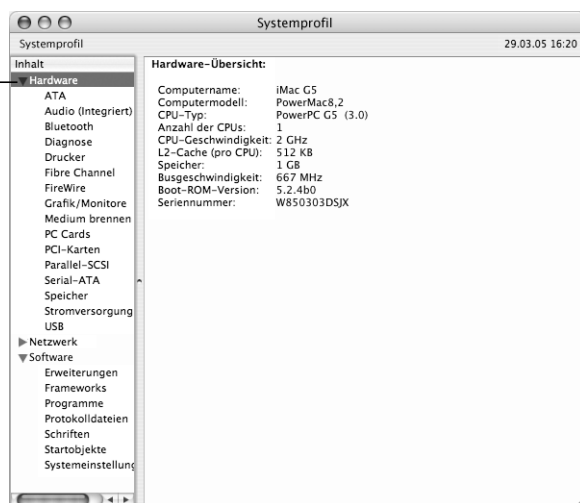 Systemprofil
Systemprofil 29.03.05 16:20
Inhalt
Hardware
ATA
Audio (Integriert)
Bluetooth
Diagnose
Drucker
Fibre Channel
FireWire
Grafik/Monitore
Medium brennen
PC Cards
PCI-Karten
Parallel-SCSI
Serial-ATA
Speicher
Stromversorgung
USB
Netzwerk
Software
Erweiterungen
Frameworks
Programme
Protokolldateien
Schriften
Startobjekte
Systemeinstellung
Hardware-Übersicht:
Computername: iMac G5
Computermodell: PowerMac8,2
CPU-Typ: PowerPC G5 (3.0)
Anzahl der CPUs: 1
CPU-Geschwindigkeit: 2 GHz
L2-Cache (pro CPU): 512 KB
Speicher: 1 GB
Busgeschwindigkeit: 667 MHz
Boot-ROM-Version: 5.2.4b0
Seriennummer: W850303DSJX